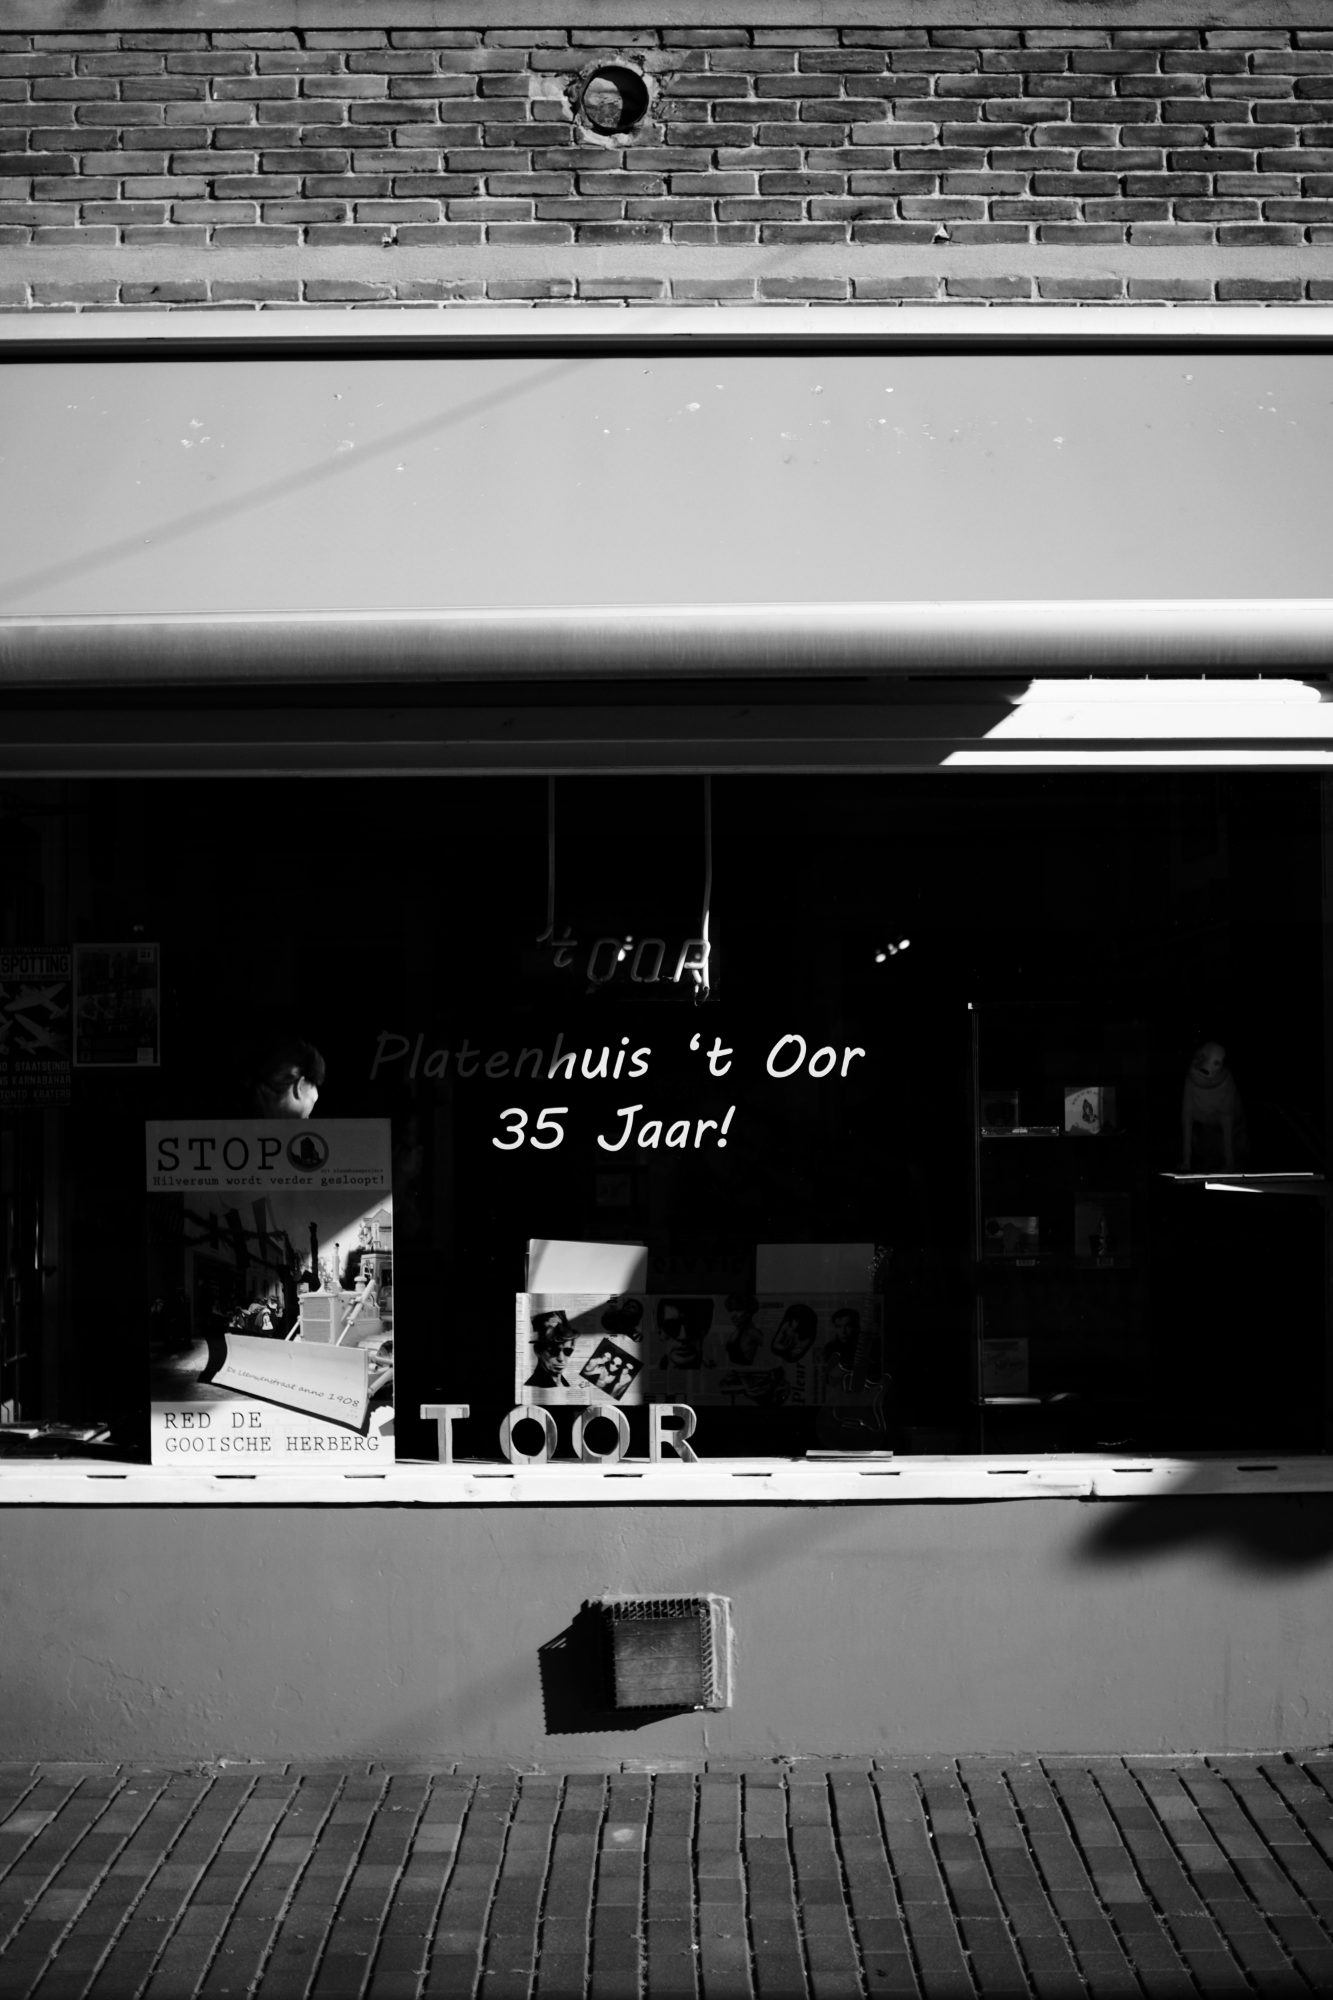 't OOR
SPOTTING
Platenhuis 't Oor
35 Jaar!
STOP
Hilversum wordt verder gesloopt!
De Leeuwenstraat anno 1908
RED DE
GOOISCHE HERBERG
T OOR